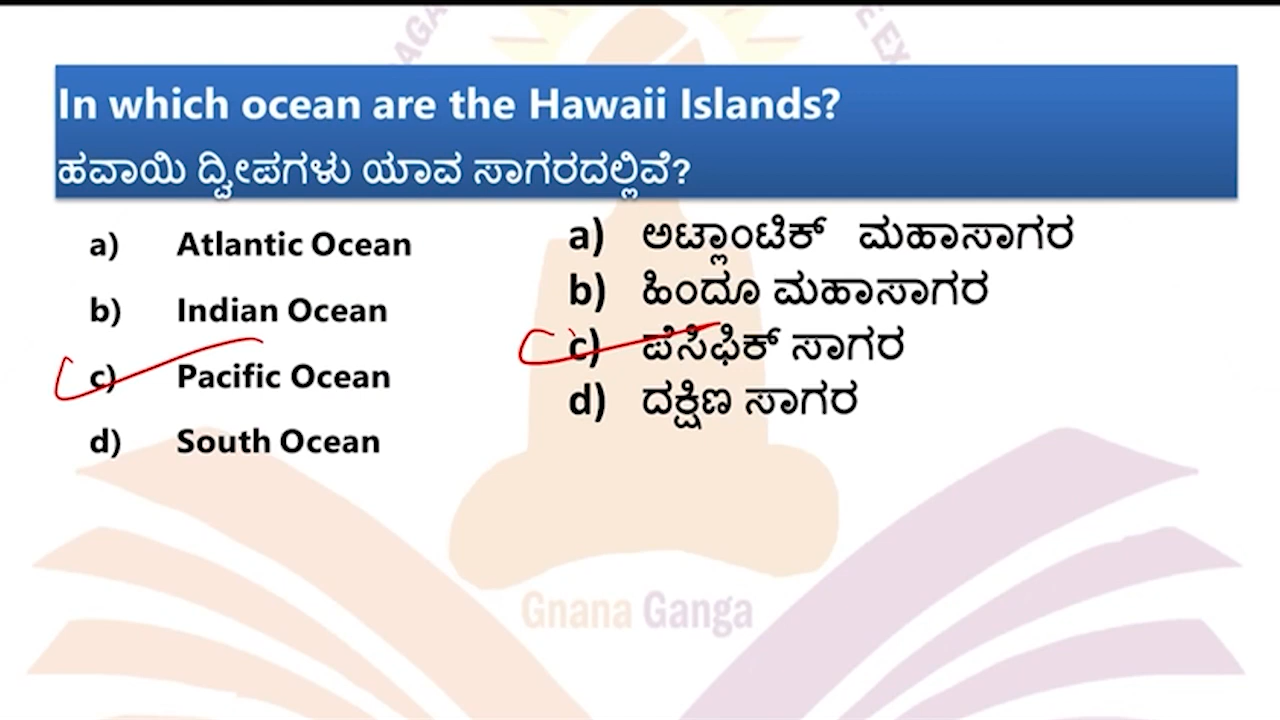 In which ocean are the Hawaii Islands?
ಹವಾಯಿ ದ್ವೀಪಗಳು ಯಾವ ಸಾಗರದಲ್ಲಿವೆ?
a) Atlantic Ocean
b) Indian Ocean
c) Pacific Ocean
d) South Ocean
a) ಅಟ್ಲಾಂಟಿಕ್ ಮಹಾಸಾಗರ
b) ಹಿಂದೂ ಮಹಾಸಾಗರ
c) ಪೆಸಿಫಿಕ್ ಸಾಗರ
d) ದಕ್ಷಿಣ ಸಾಗರ
Gnana Ganga